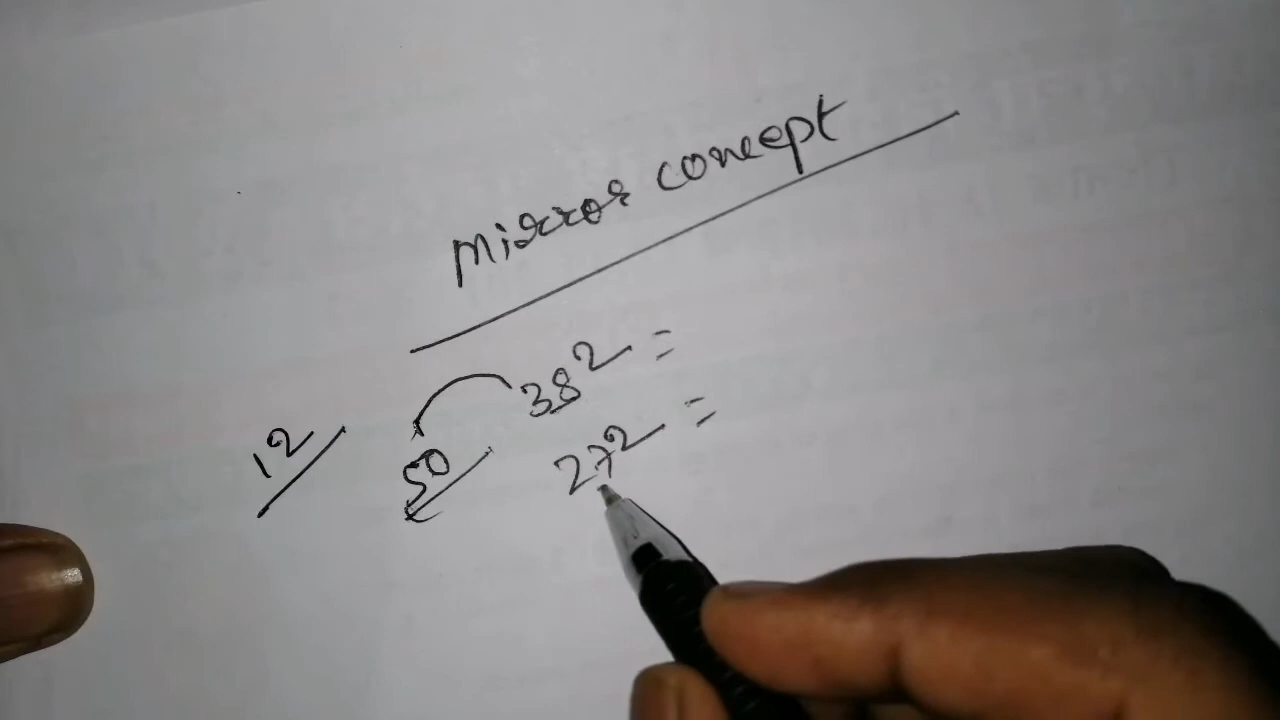 Mirror concept
38² =
12 50 27² =